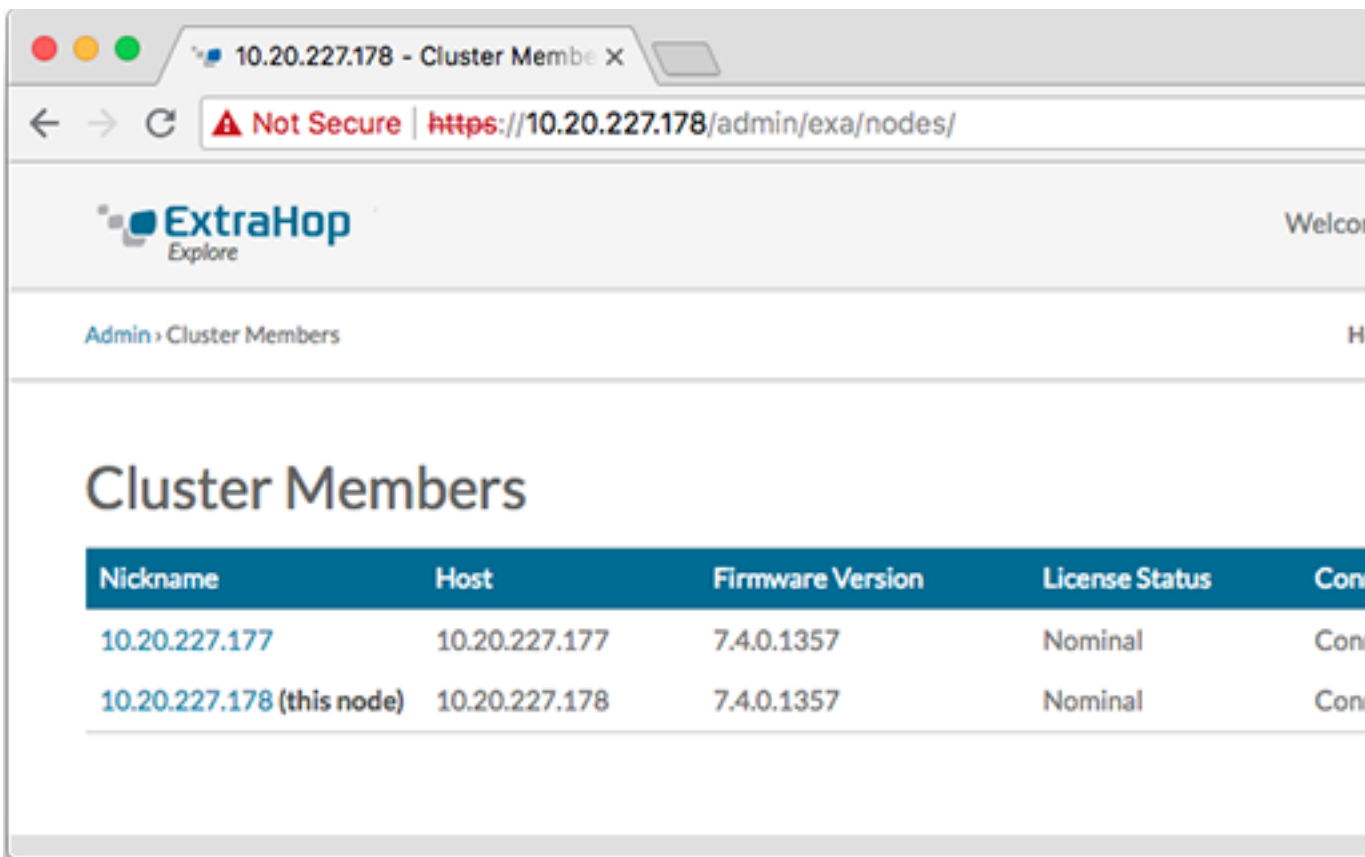 10.20.227.178 - Cluster Membe
Not Secure https://10.20.227.178/admin/exa/nodes/
ExtraHop
Explore
Admin › Cluster Members
Cluster Members
Nickname Host Firmware Version License Status
10.20.227.177 10.20.227.177 7.4.0.1357 Nominal
10.20.227.178 (this node) 10.20.227.178 7.4.0.1357 Nominal